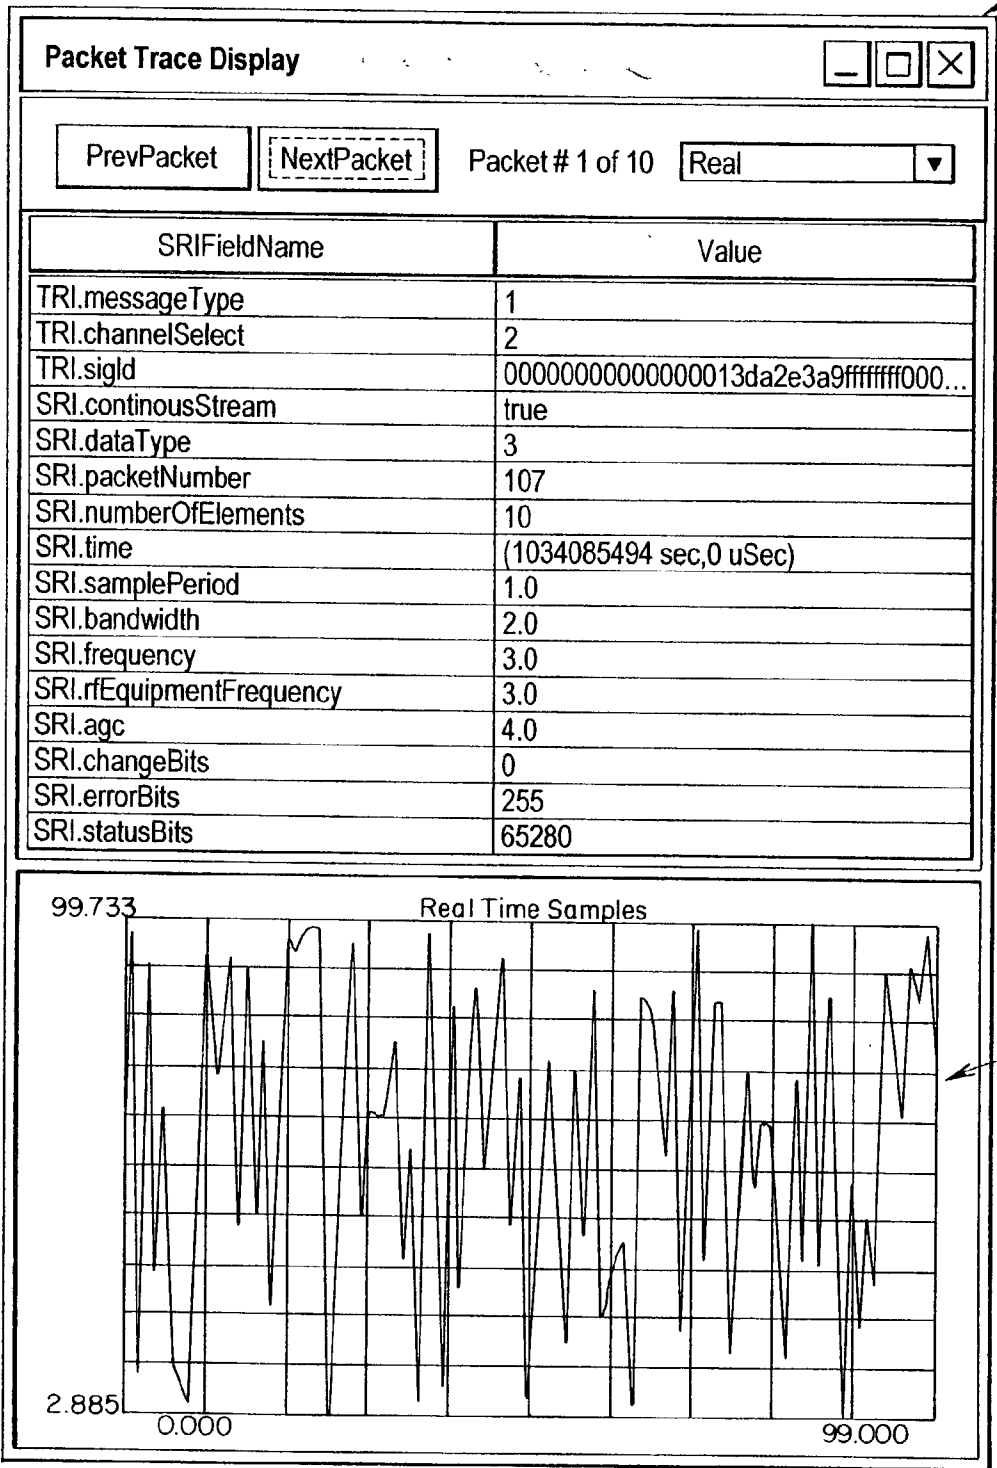 Packet Trace Display
PrevPacket NextPacket Packet # 1 of 10 Real
SRIFieldName Value
TRI.messageType 1
TRI.channelSelect 2
TRI.sigId 00000000000000013da2e3a9ffffffff000...
SRI.continousStream true
SRI.dataType 3
SRI.packetNumber 107
SRI.numberOfElements 10
SRI.time (1034085494 sec,0 uSec)
SRI.samplePeriod 1.0
SRI.bandwidth 2.0
SRI.frequency 3.0
SRI.rfEquipmentFrequency 3.0
SRI.agc 4.0
SRI.changeBits 0
SRI.errorBits 255
SRI.statusBits 65280
99.733 Real Time Samples
2.885
0.000 99.000